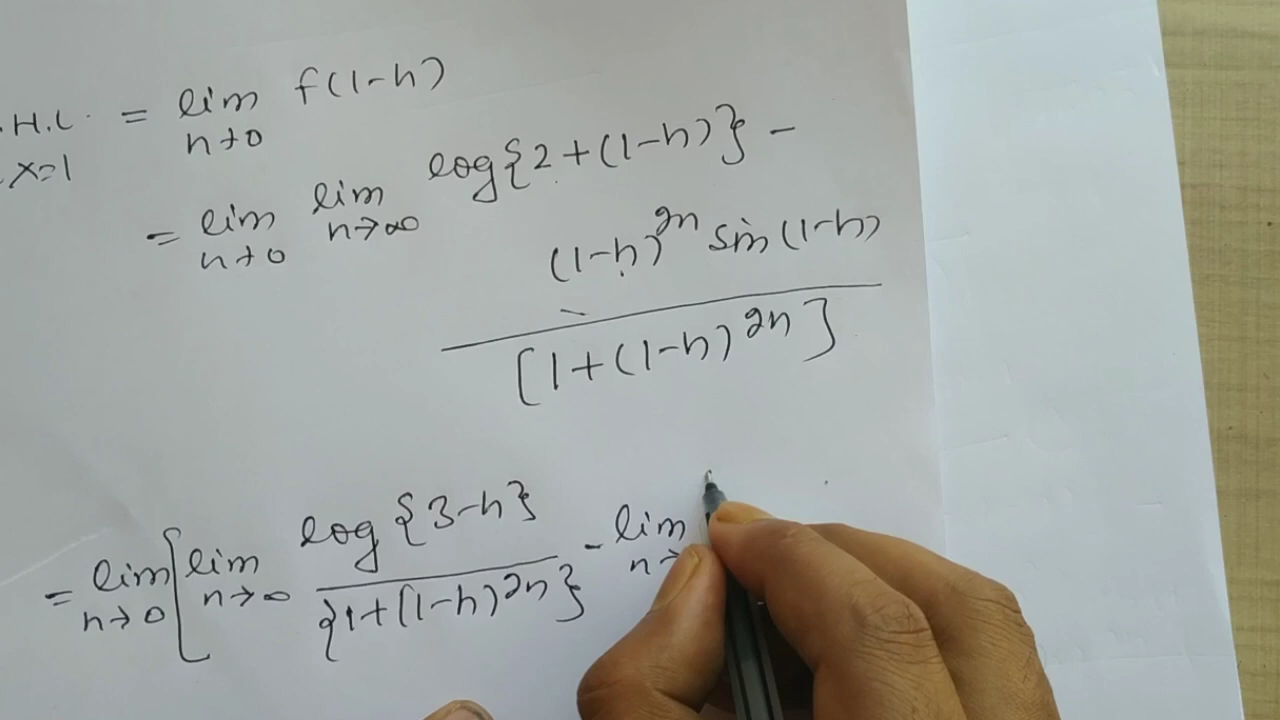 .H.L. = lim f(1-h)
x=1 h→0
= lim lim log{2+(1-h)} -
h→0 n→∞
(1-h)^2n sin(1-h)
[1+(1-h)^2n]
= lim [ lim log{3-h} - lim
h→0 n→∞ {1+(1-h)^2n} n→